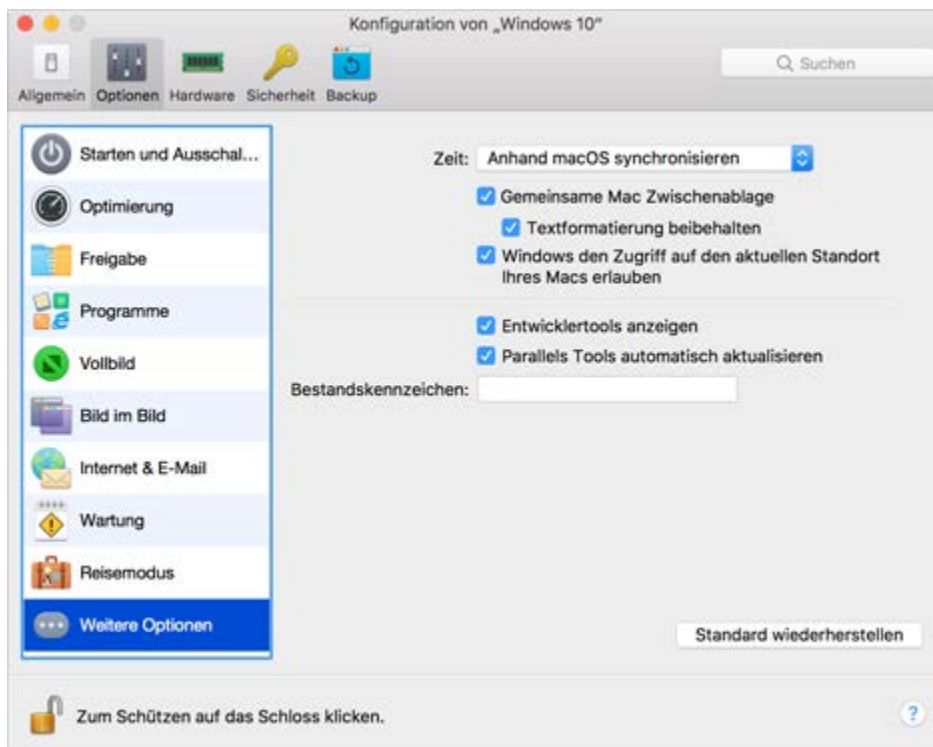 Konfiguration von „Windows 10“
Allgemein
Optionen
Hardware
Sicherheit
Backup
Suchen
Starten und Ausschal...
Optimierung
Freigabe
Programme
Vollbild
Bild im Bild
Internet & E-Mail
Wartung
Reisemodus
Weitere Optionen
Zeit: Anhand macOS synchronisieren
Gemeinsame Mac Zwischenablage
Textformatierung beibehalten
Windows den Zugriff auf den aktuellen Standort
Ihres Macs erlauben
Entwicklertools anzeigen
Parallels Tools automatisch aktualisieren
Bestandskennzeichen:
Standard wiederherstellen
Zum Schützen auf das Schloss klicken.
?